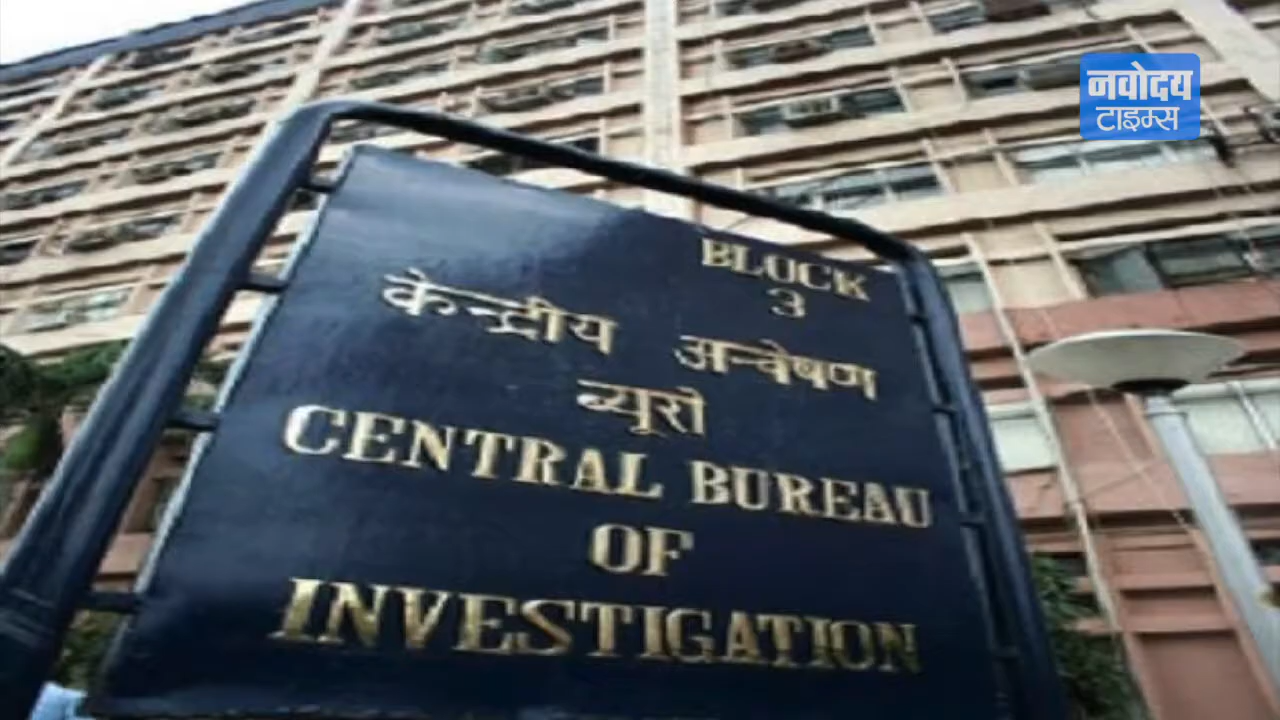 नवोदय
टाइम्स
BLOCK
3
केन्द्रीय अन्वेषण
ब्यूरो
CENTRAL BUREAU
OF
INVESTIGATION